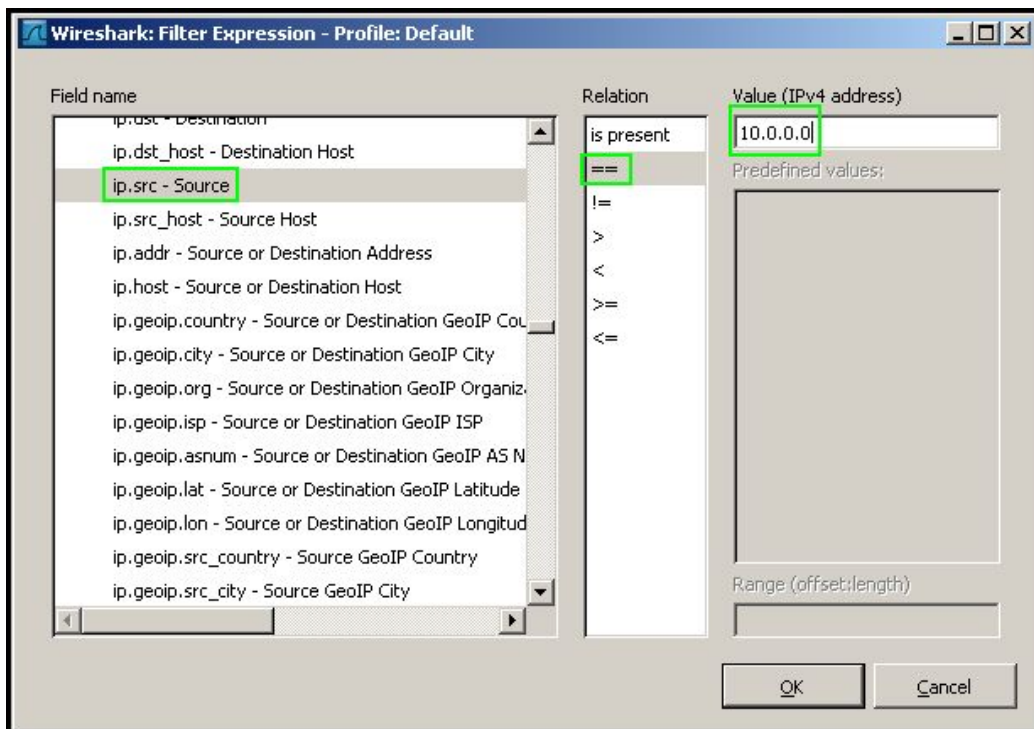 Wireshark: Filter Expression - Profile: Default
Field name
ip.dst - Destination
ip.dst_host - Destination Host
ip.src - Source
ip.src_host - Source Host
ip.addr - Source or Destination Address
ip.host - Source or Destination Host
ip.geoip.country - Source or Destination GeoIP Cou
ip.geoip.city - Source or Destination GeoIP City
ip.geoip.org - Source or Destination GeoIP Organiz
ip.geoip.isp - Source or Destination GeoIP ISP
ip.geoip.asnum - Source or Destination GeoIP AS N
ip.geoip.lat - Source or Destination GeoIP Latitude
ip.geoip.lon - Source or Destination GeoIP Longitud
ip.geoip.src_country - Source GeoIP Country
ip.geoip.src_city - Source GeoIP City
Relation
is present
==
!=
>
<
>=
<=
Value (IPv4 address)
10.0.0.0
Predefined values:
Range (offset:length)
OK
Cancel